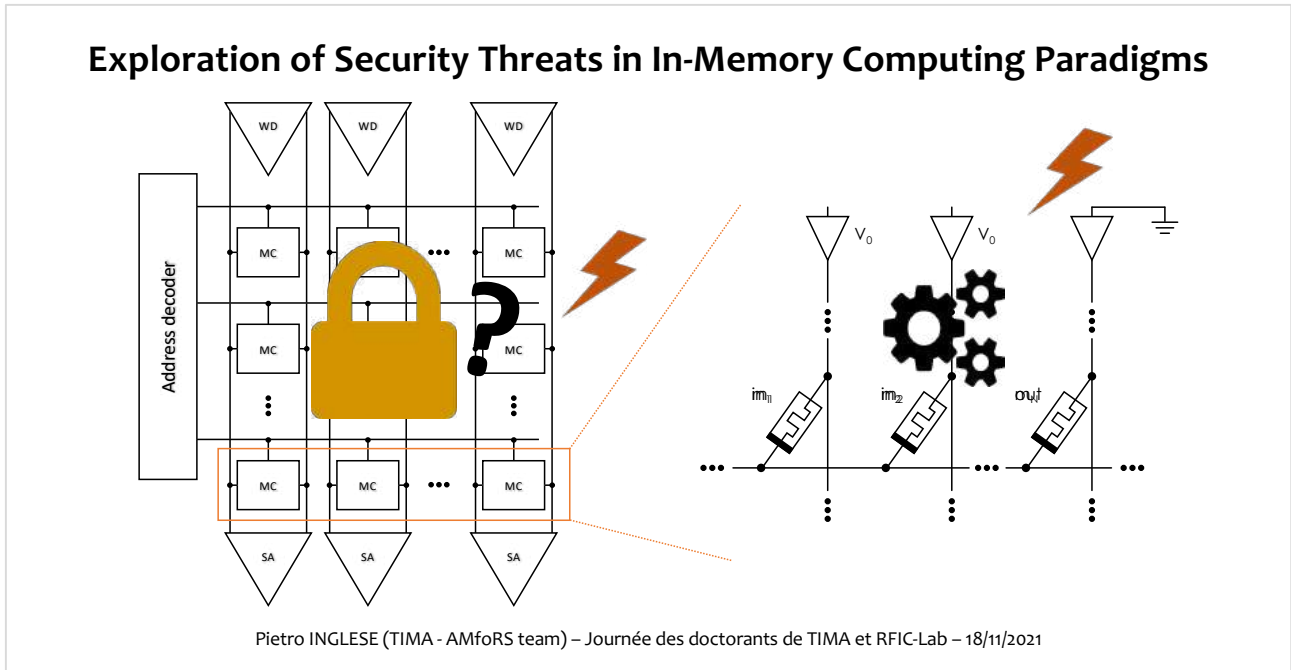 Exploration of Security Threats in In-Memory Computing Paradigms
WD WD WD
Address decoder
MC MC
MC MC
MC MC MC
SA SA SA
?
V0 V0
Pietro INGLESE (TIMA - AMfoRS team) – Journée des doctorants de TIMA et RFIC-Lab – 18/11/2021